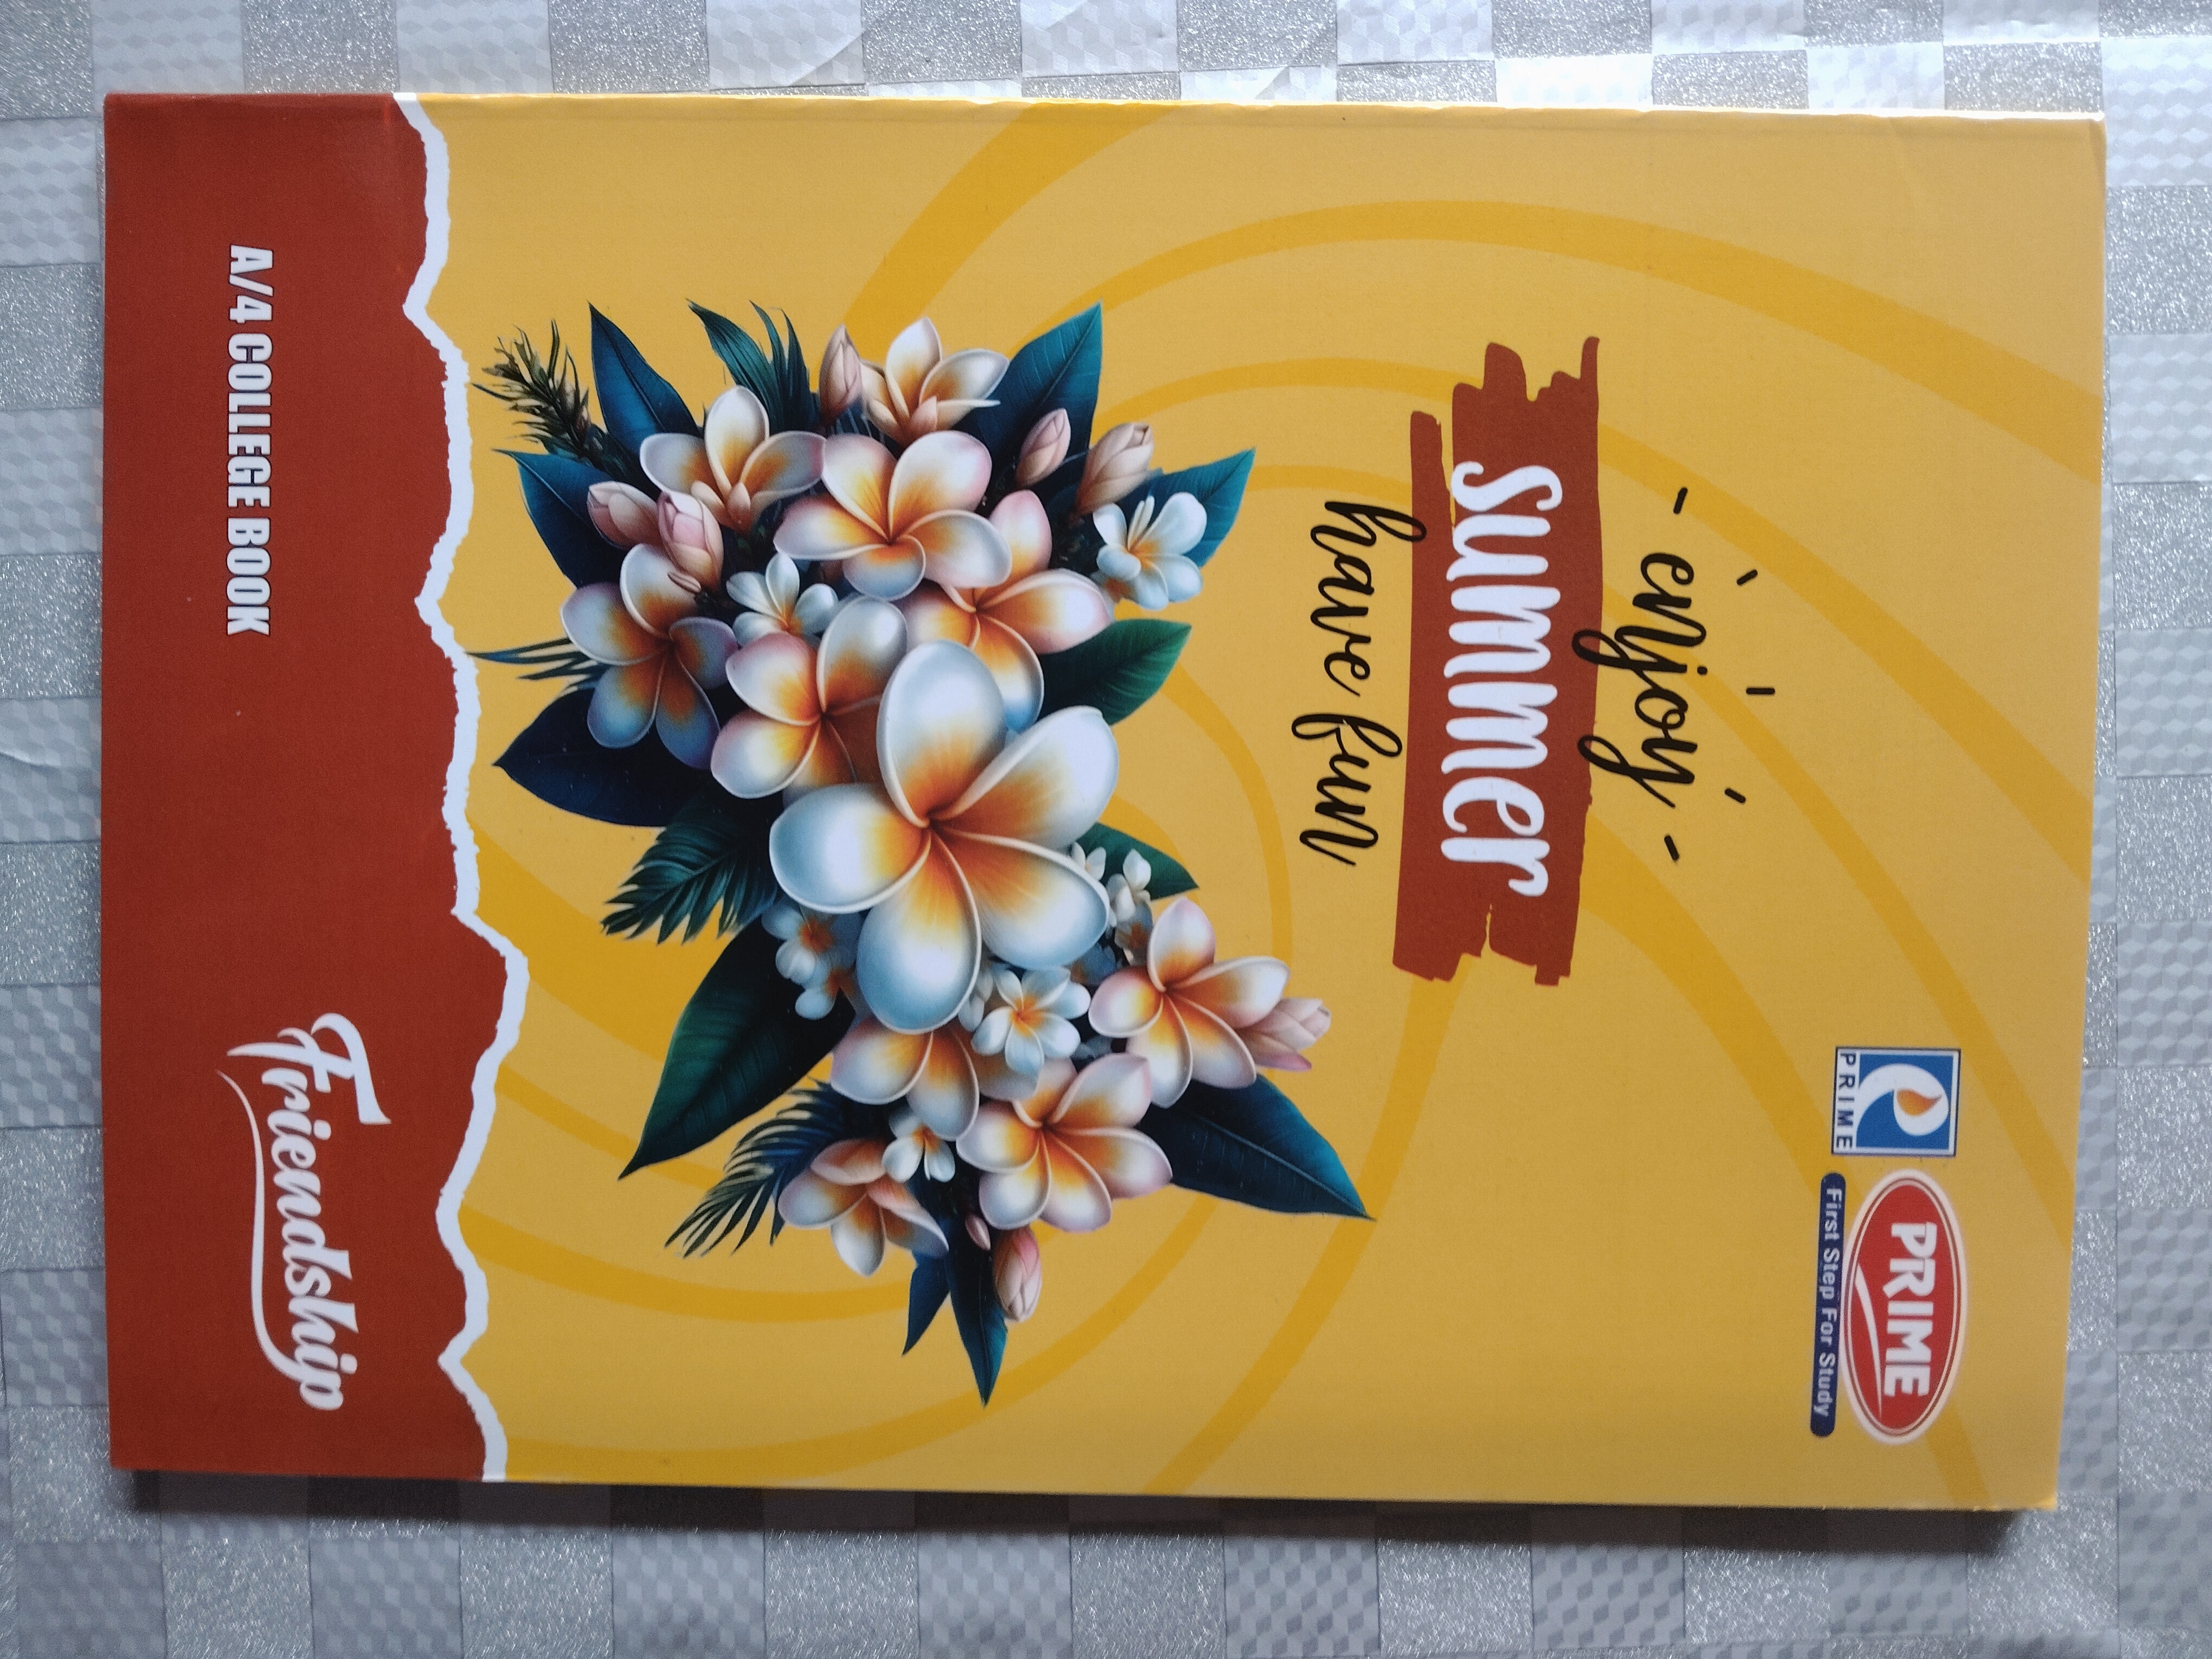 PRIME
PRIME
First Step For Study
- enjoy -
summer
have fun
A/4 COLLEGE BOOK
Friendship